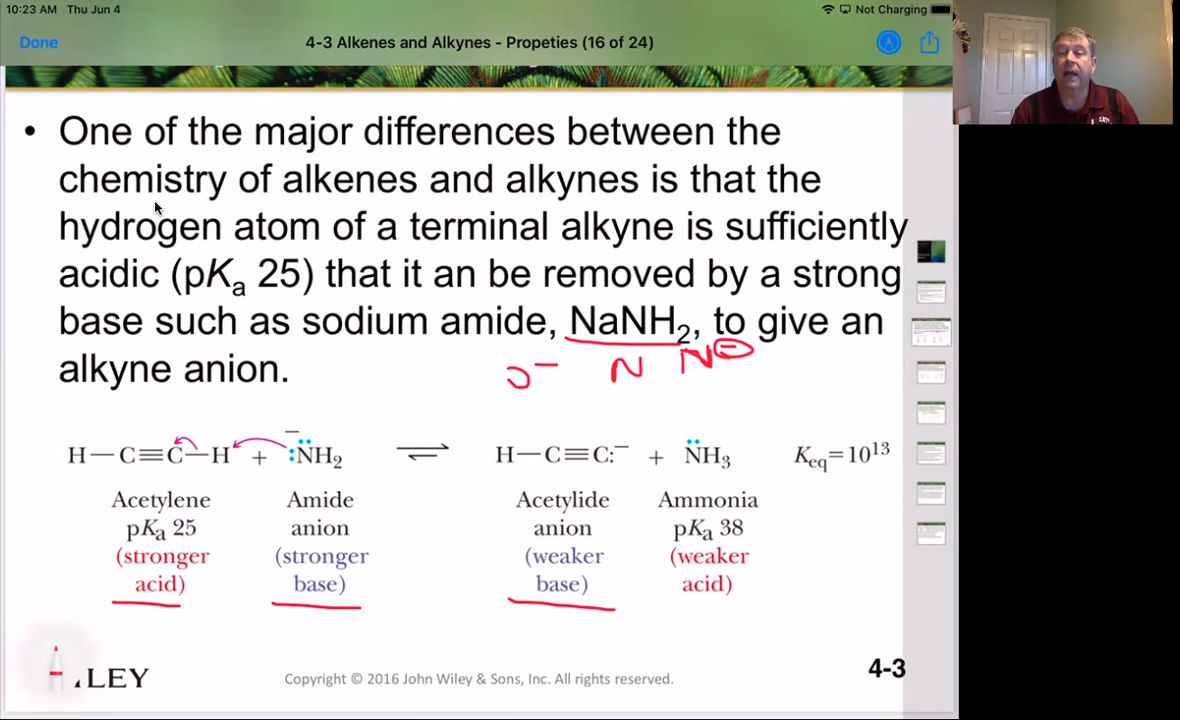 10:23 AM Thu Jun 4
Not Charging
Done
4-3 Alkenes and Alkynes - Propeties (16 of 24)
• One of the major differences between the
chemistry of alkenes and alkynes is that the
hydrogen atom of a terminal alkyne is sufficiently
acidic (pKa 25) that it an be removed by a strong
base such as sodium amide, NaNH2, to give an
alkyne anion.
O⁻ N N⊖
H—C≡C—H + :N̈H2⁻ ⇌ H—C≡C:⁻ + N̈H3 Keq=10¹³
Acetylene Amide Acetylide Ammonia
pKa 25 anion anion pKa 38
(stronger (stronger (weaker (weaker
acid) base) base) acid)
.LEY
Copyright © 2016 John Wiley & Sons, Inc. All rights reserved.
4-3